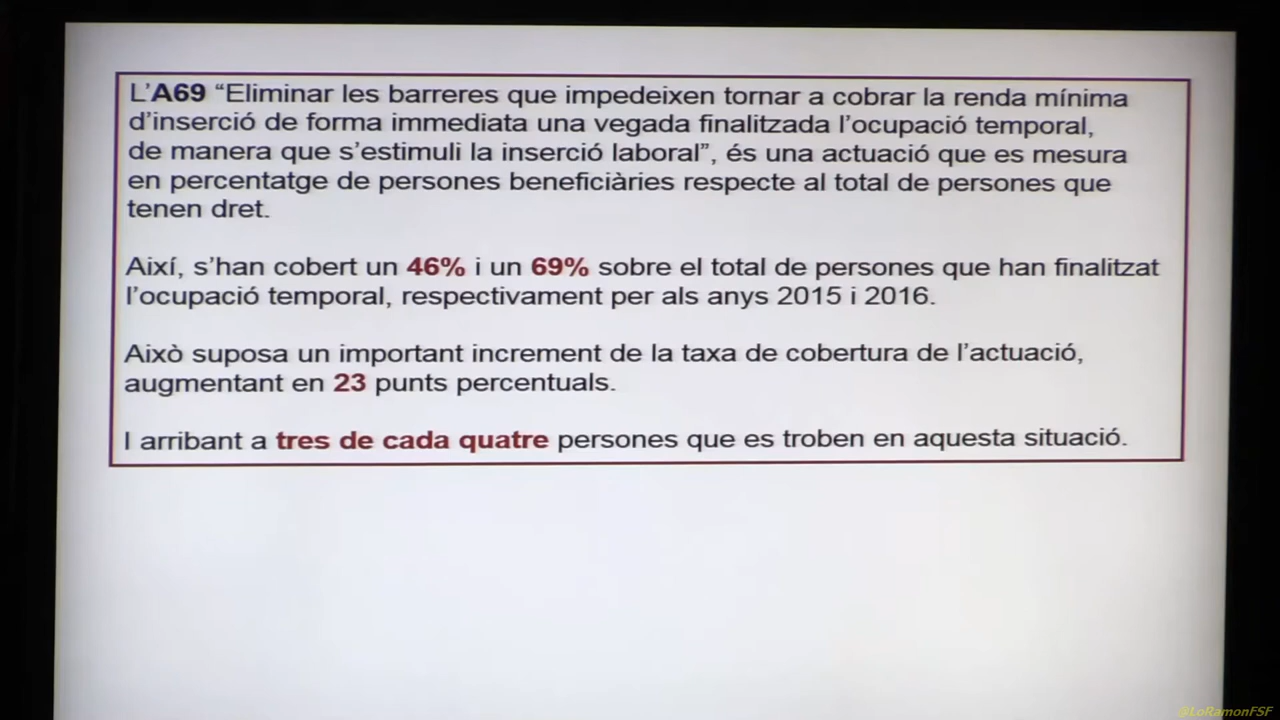 L'A69 “Eliminar les barreres que impedeixen tornar a cobrar la renda mínima
d'inserció de forma immediata una vegada finalitzada l'ocupació temporal,
de manera que s'estimuli la inserció laboral”, és una actuació que es mesura
en percentatge de persones beneficiàries respecte al total de persones que
tenen dret.
Així, s'han cobert un 46% i un 69% sobre el total de persones que han finalitzat
l'ocupació temporal, respectivament per als anys 2015 i 2016.
Això suposa un important increment de la taxa de cobertura de l'actuació,
augmentant en 23 punts percentuals.
I arribant a tres de cada quatre persones que es troben en aquesta situació.
@LoRamonFSF